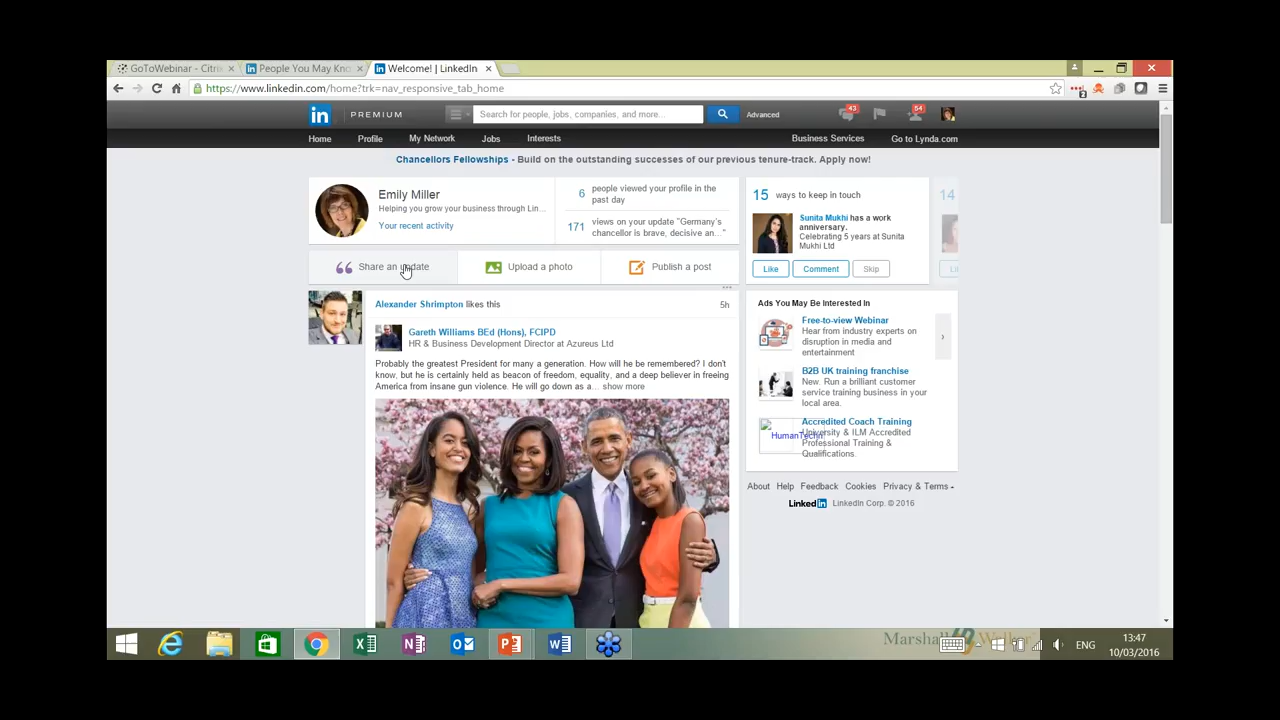 GoToWebinar - Citri
People You May Kno
Welcome! | LinkedIn
https://www.linkedin.com/home?trk=nav_responsive_tab_home
2
in PREMIUM
Search for people, jobs, companies, and more...
Advanced
43
54
Home Profile My Network Jobs Interests
Business Services Go to Lynda.com
Chancellors Fellowships - Build on the outstanding successes of our previous tenure-track. Apply now!
Emily Miller
Helping you grow your business through Lin...
Your recent activity
6 people viewed your profile in the
past day
171 views on your update "Germany's
chancellor is brave, decisive an..."
Share an update
Upload a photo
Publish a post
15 ways to keep in touch
14
Sunita Mukhi has a work
anniversary.
Celebrating 5 years at Sunita
Mukhi Ltd
Like Comment Skip
Alexander Shrimpton likes this 5h
Gareth Williams BEd (Hons), FCIPD
HR & Business Development Director at Azureus Ltd
Probably the greatest President for many a generation. How will he be remembered? I don't
know, but he is certainly held as beacon of freedom, equality, and a deep believer in freeing
America from insane gun violence. He will go down as a... show more
Ads You May Be Interested In
Free-to-view Webinar
Hear from industry experts on
disruption in media and
entertainment
B2B UK training franchise
New. Run a brilliant customer
service training business in your
local area.
Accredited Coach Training
University & ILM Accredited
Professional Training &
Qualifications.
About Help Feedback Cookies Privacy & Terms
LinkedIn LinkedIn Corp. © 2016
Marshall
ENG
13:47
10/03/2016